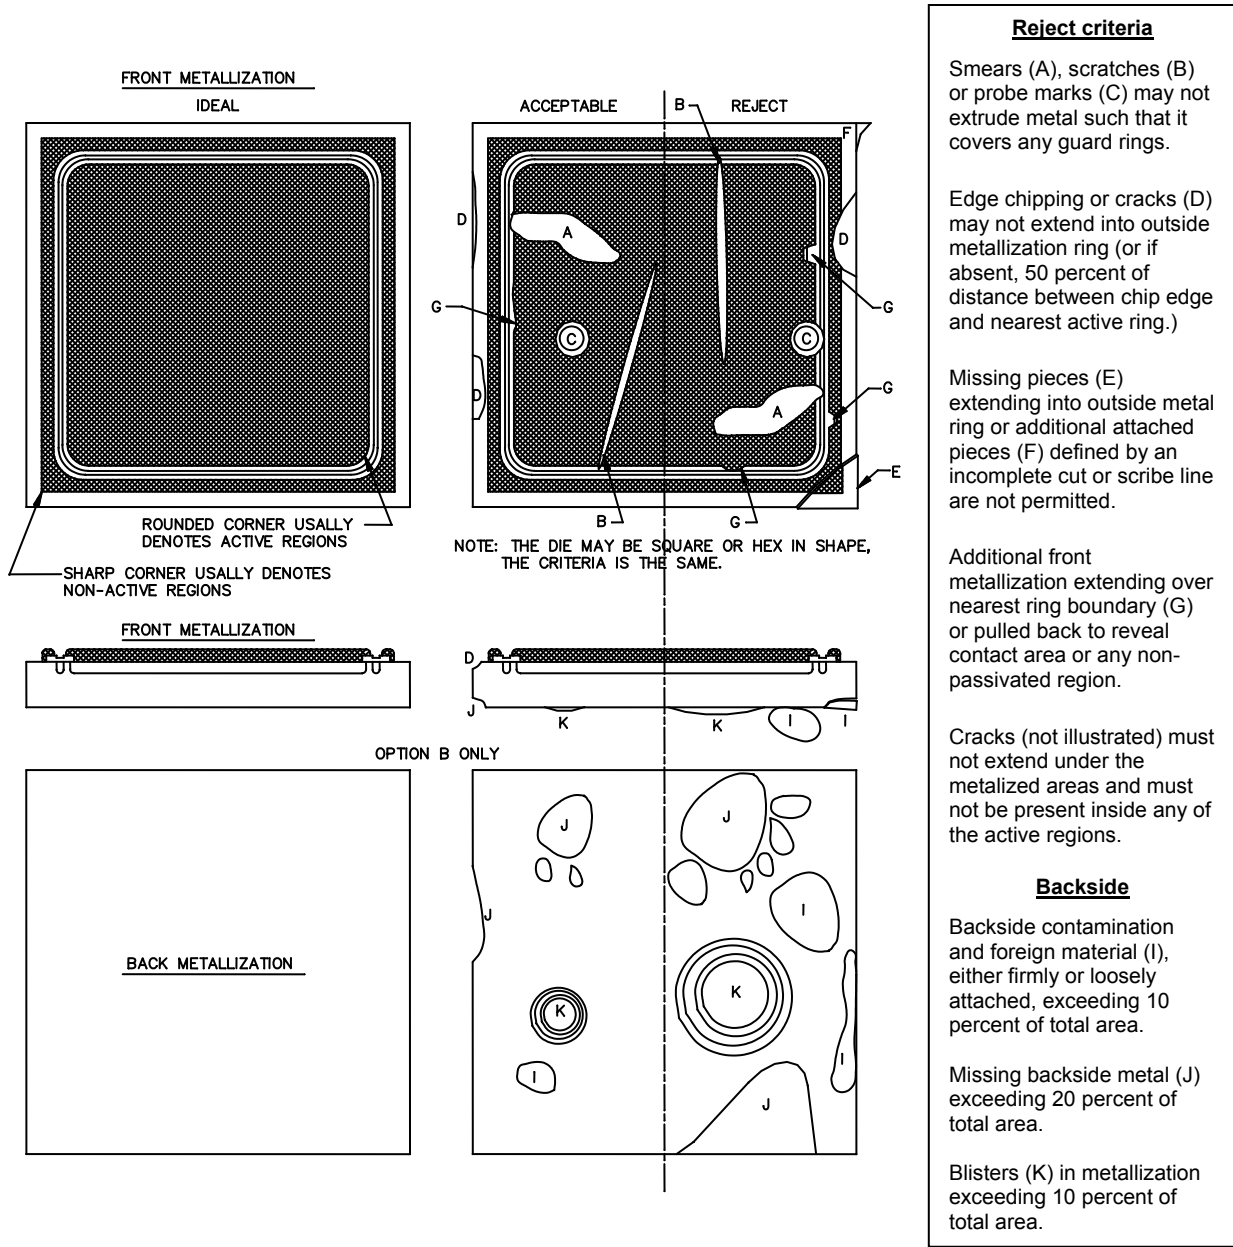 FRONT METALLIZATION
IDEAL
ACCEPTABLE
B
REJECT
F
D
A
D
G
G
C
C
D
G
A
E
B
G
ROUNDED CORNER USALLY
DENOTES ACTIVE REGIONS
SHARP CORNER USALLY DENOTES
NON-ACTIVE REGIONS
NOTE: THE DIE MAY BE SQUARE OR HEX IN SHAPE,
THE CRITERIA IS THE SAME.
FRONT METALLIZATION
D
J
K
K
I
I
OPTION B ONLY
J
J
J
I
BACK METALLIZATION
K
K
I
I
J
Reject criteria
Smears (A), scratches (B)
or probe marks (C) may not
extrude metal such that it
covers any guard rings.
Edge chipping or cracks (D)
may not extend into outside
metallization ring (or if
absent, 50 percent of
distance between chip edge
and nearest active ring.)
Missing pieces (E)
extending into outside metal
ring or additional attached
pieces (F) defined by an
incomplete cut or scribe line
are not permitted.
Additional front
metallization extending over
nearest ring boundary (G)
or pulled back to reveal
contact area or any non-
passivated region.
Cracks (not illustrated) must
not extend under the
metalized areas and must
not be present inside any of
the active regions.
Backside
Backside contamination
and foreign material (I),
either firmly or loosely
attached, exceeding 10
percent of total area.
Missing backside metal (J)
exceeding 20 percent of
total area.
Blisters (K) in metallization
exceeding 10 percent of
total area.